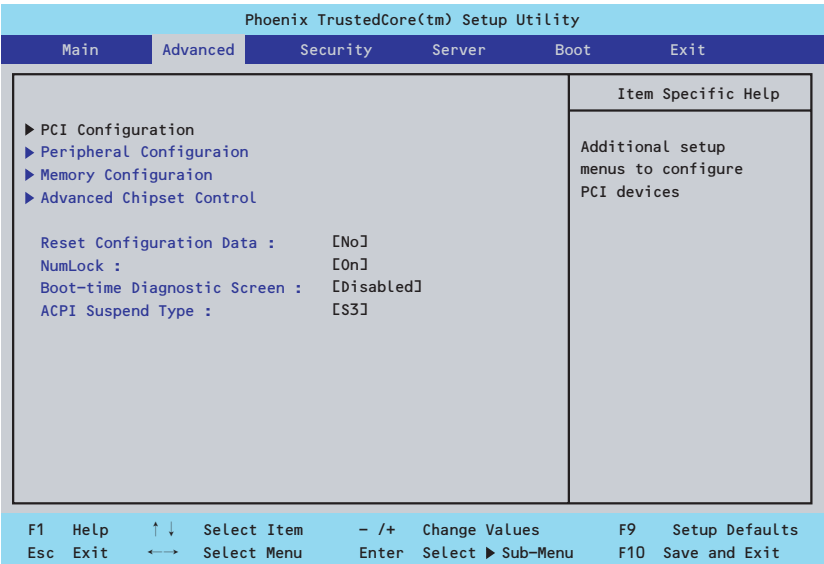 Phoenix TrustedCore(tm) Setup Utility
Main Advanced Security Server Boot Exit
Item Specific Help
▶ PCI Configuration
▶ Peripheral Configuraion
▶ Memory Configuraion
▶ Advanced Chipset Control
Reset Configuration Data : [No]
NumLock : [On]
Boot-time Diagnostic Screen : [Disabled]
ACPI Suspend Type : [S3]
Additional setup
menus to configure
PCI devices
F1 Help ↑↓ Select Item - /+ Change Values F9 Setup Defaults
Esc Exit ←→ Select Menu Enter Select ▶ Sub-Menu F10 Save and Exit